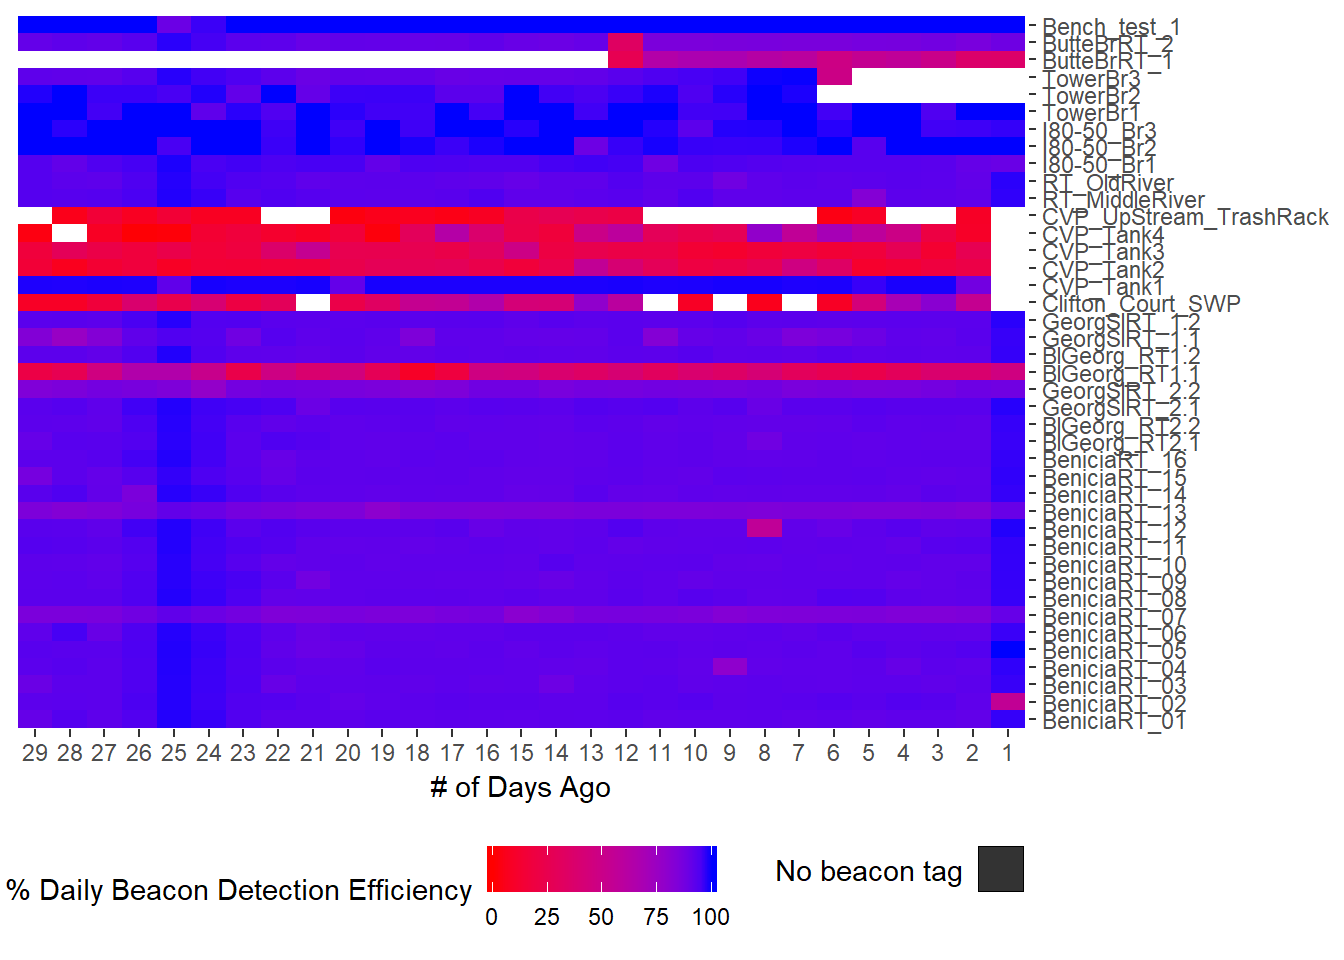 Bench_test_1
ButteBrRT_2
ButteBrRT_1
TowerBr3
TowerBr2
TowerBr1
I80-50_Br3
I80-50_Br2
I80-50_Br1
RT_OldRiver
RT_MiddleRiver
CVP_UpStream_TrashRack
CVP_Tank4
CVP_Tank3
CVP_Tank2
CVP_Tank1
Clifton_Court_SWP
GeorgSlRT_1.2
GeorgSlRT_1.1
BlGeorg_RT1.2
BlGeorg_RT1.1
GeorgSlRT_2.2
GeorgSlRT_2.1
BlGeorg_RT2.2
BlGeorg_RT2.1
BeniciaRT_16
BeniciaRT_15
BeniciaRT_14
BeniciaRT_13
BeniciaRT_12
BeniciaRT_11
BeniciaRT_10
BeniciaRT_09
BeniciaRT_08
BeniciaRT_07
BeniciaRT_06
BeniciaRT_05
BeniciaRT_04
BeniciaRT_03
BeniciaRT_02
BeniciaRT_01
29 28 27 26 25 24 23 22 21 20 19 18 17 16 15 14 13 12 11 10 9 8 7 6 5 4 3 2 1
# of Days Ago
% Daily Beacon Detection Efficiency
0 25 50 75 100
No beacon tag